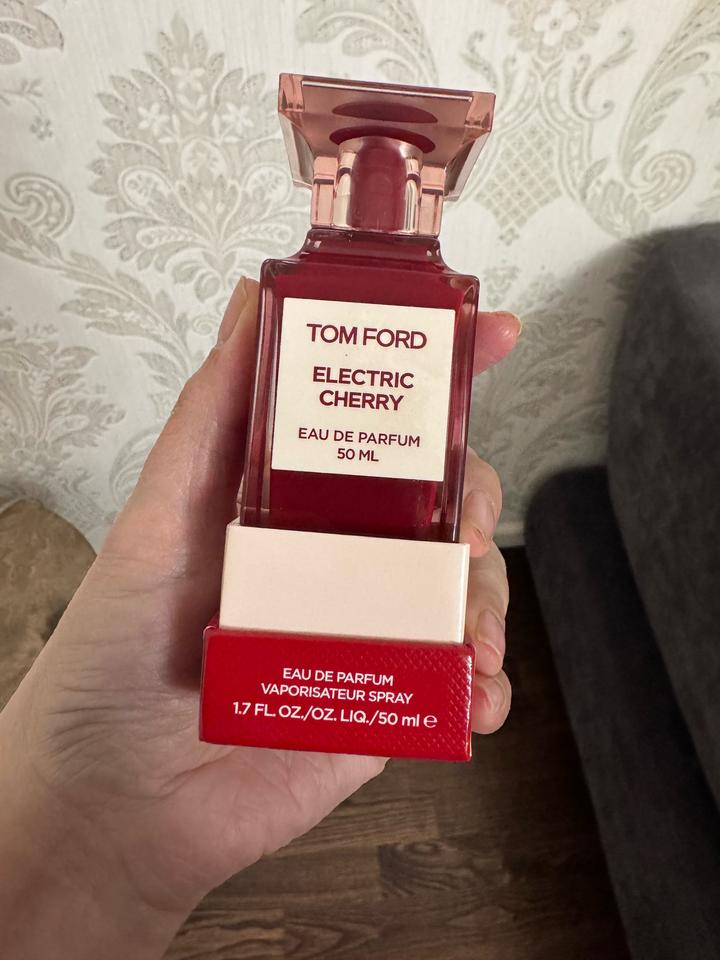 TOM FORD
ELECTRIC
CHERRY
EAU DE PARFUM
50 ML
EAU DE PARFUM
VAPORISATEUR SPRAY
1.7 FL. OZ./OZ. LIQ./50 ml ℮